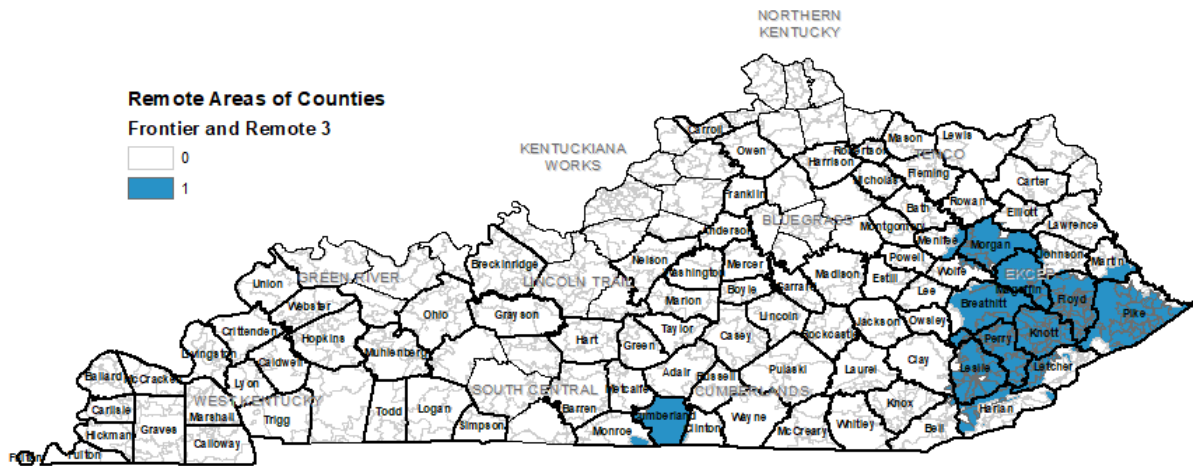 NORTHERN
KENTUCKY
Remote Areas of Counties
Frontier and Remote 3
0
1
KENTUCKIANA
WORKS
Carroll
Owen
Mason
Lewis
Robertson
TENCO
Harrison
Fleming
Nicholas
Carter
Franklin
Bath
Rowan
Elliott
BLUEGRASS
Montgomery
Lawrence
Anderson
Menifee
Morgan
Johnson
Nelson
Mercer
Powell
Martin
Breckinridge
Washington
Madison
Wolfe
EKCEP
GREEN RIVER
LINCOLN TRAIL
Estill
Union
Boyle
Garrard
Lee
Magoffin
Floyd
Webster
Marion
Breathitt
Pike
Ohio
Grayson
Lincoln
Owsley
Crittenden
Taylor
Jackson
Hopkins
Hart
Green
Casey
Rockcastle
Knott
Perry
Livingston
Muhlenberg
Caldwell
Clay
Leslie
Letcher
Ballard
McCracken
Lyon
Adair
Russell
Pulaski
Laurel
SOUTH CENTRAL
Metcalfe
CUMBERLANDS
WEST KENTUCKY
Carlisle
Marshall
Todd
Logan
Barren
Knox
Harlan
Graves
Trigg
Simpson
Cumberland
Wayne
Hickman
Calloway
Monroe
Clinton
McCreary
Whitley
Bell
Fulton
Fulton